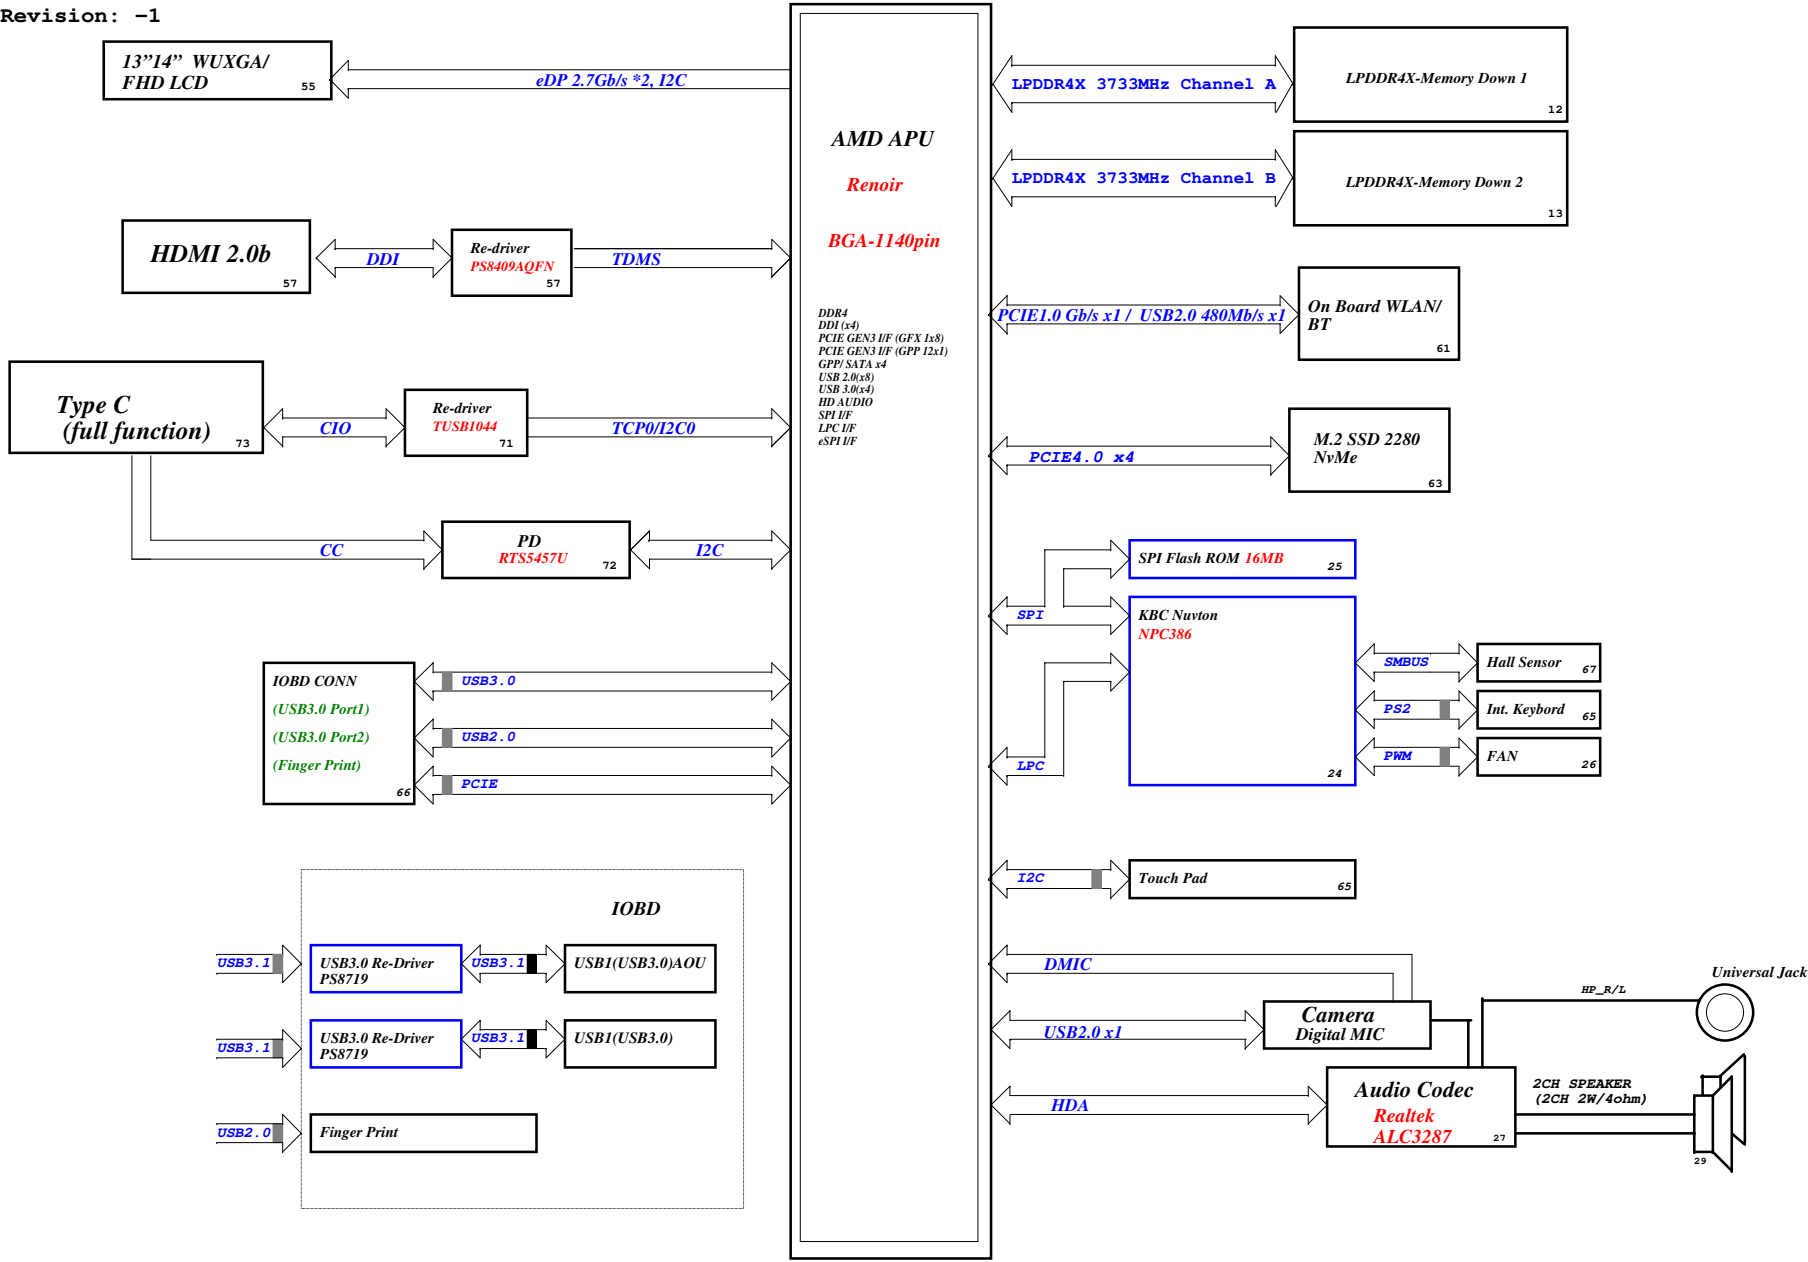 Revision: -1
13”14” WUXGA/
FHD LCD
55
eDP 2.7Gb/s *2, I2C
HDMI 2.0b
57
DDI
Re-driver
PS8409AQFN
57
TDMS
Type C
(full function)
73
CIO
Re-driver
TUSB1044
71
TCP0/I2C0
CC
PD
RTS5457U
72
I2C
IOBD CONN
(USB3.0 Port1)
(USB3.0 Port2)
(Finger Print)
66
USB3.0
USB2.0
PCIE
IOBD
USB3.1
USB3.0 Re-Driver
PS8719
USB3.1
USB1(USB3.0)AOU
USB3.1
USB3.0 Re-Driver
PS8719
USB3.1
USB1(USB3.0)
USB2.0
Finger Print
AMD APU
Renoir
BGA-1140pin
DDR4
DDI (x4)
PCIE GEN3 I/F (GFX 1x8)
PCIE GEN3 I/F (GPP 12x1)
GPP/ SATA x4
USB 2.0(x8)
USB 3.0(x4)
HD AUDIO
SPI I/F
LPC I/F
eSPI I/F
LPDDR4X 3733MHz Channel A
LPDDR4X-Memory Down 1
12
LPDDR4X 3733MHz Channel B
LPDDR4X-Memory Down 2
13
PCIE1.0 Gb/s x1 / USB2.0 480Mb/s x1
On Board WLAN/
BT
61
PCIE4.0 x4
M.2 SSD 2280
NvMe
63
SPI
SPI Flash ROM 16MB
25
KBC Nuvton
NPC386
24
LPC
SMBUS
Hall Sensor
67
PS2
Int. Keybord
65
PWM
FAN
26
I2C
Touch Pad
65
DMIC
USB2.0 x1
Camera
Digital MIC
HDA
Audio Codec
Realtek
ALC3287
27
HP_R/L
Universal Jack
2CH SPEAKER
(2CH 2W/4ohm)
29